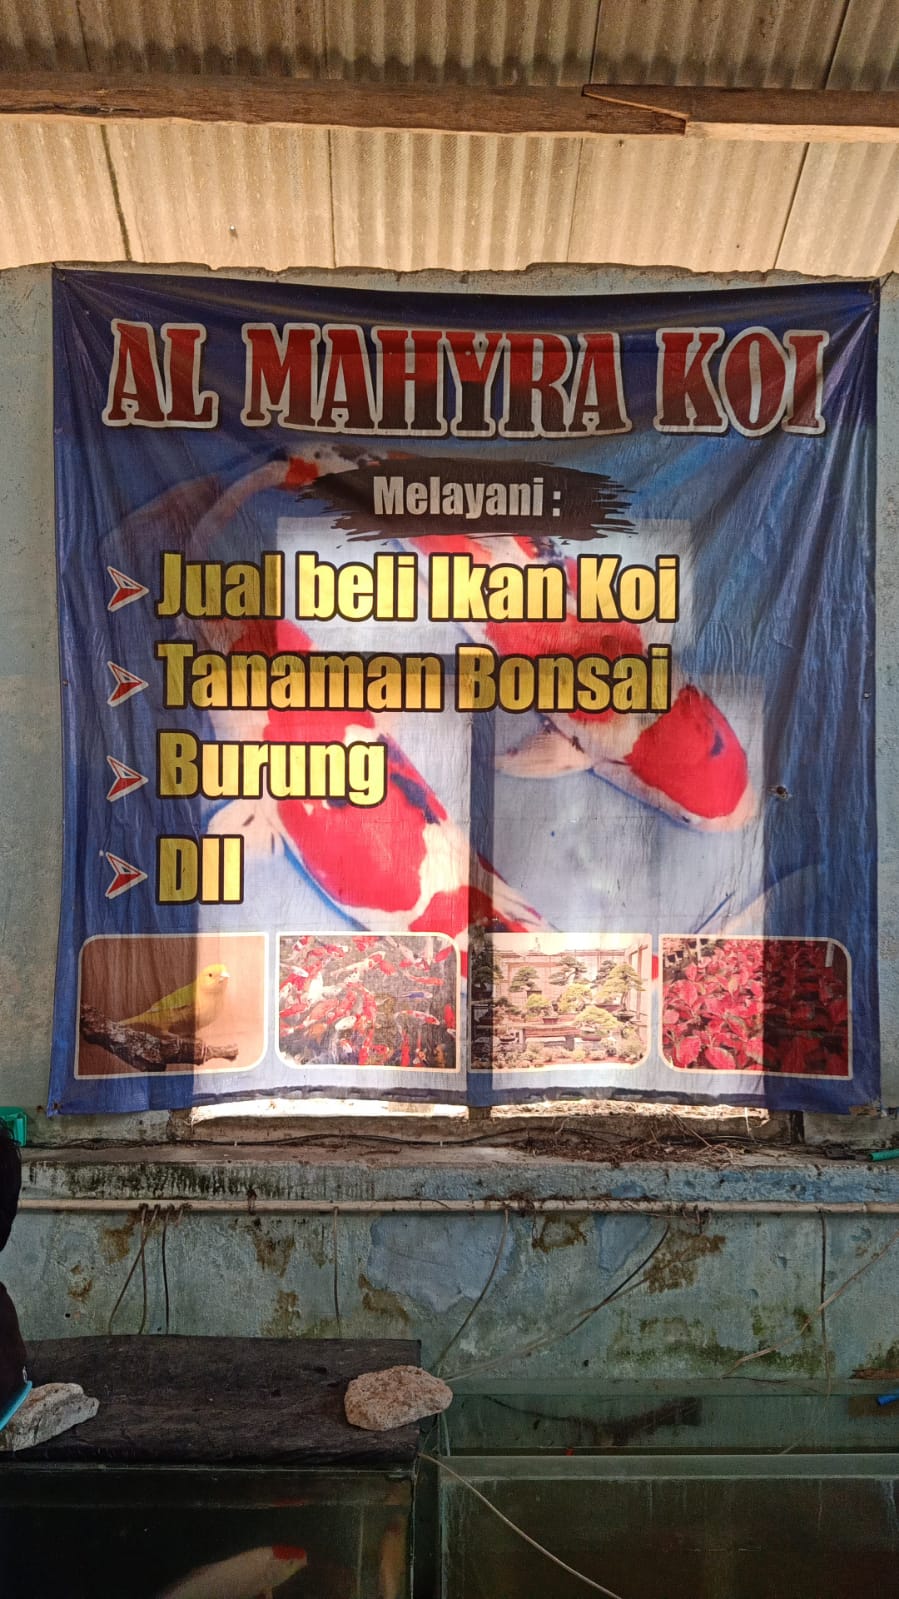 AL MAHYRA KOI
Melayani :
Jual beli Ikan Koi
Tanaman Bonsai
Burung
Dll